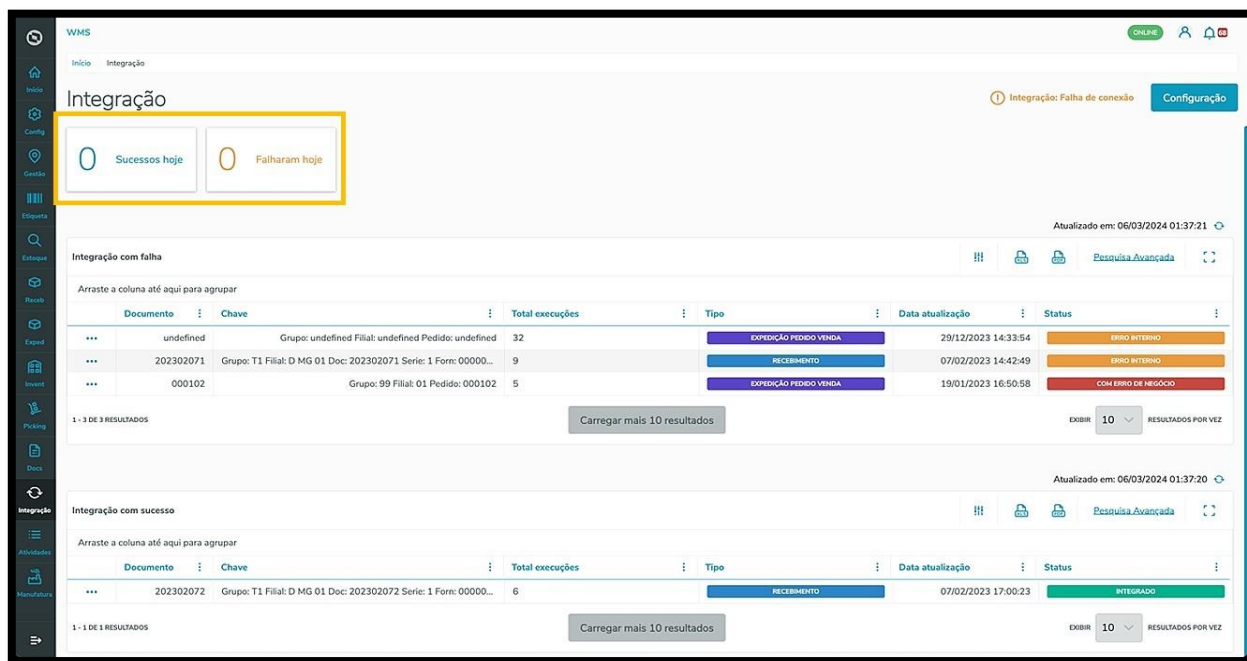 WMS
ONLINE
68
Início Integração
Integração
Integração: Falha de conexão
Configuração
0 Sucessos hoje
0 Falharam hoje
Início
Config
Gestão
Etiqueta
Estoque
Receb
Exped
Invent
Picking
Docs
Integração
Atividades
Manufatura
Atualizado em: 06/03/2024 01:37:21
Integração com falha
Pesquisa Avançada
Arraste a coluna até aqui para agrupar
Documento Chave Total execuções Tipo Data atualização Status
undefined Grupo: undefined Filial: undefined Pedido: undefined 32 EXPEDIÇÃO PEDIDO VENDA 29/12/2023 14:33:54 ERRO INTERNO
202302071 Grupo: T1 Filial: D MG 01 Doc: 202302071 Serie: 1 Forn: 00000... 9 RECEBIMENTO 07/02/2023 14:42:49 ERRO INTERNO
000102 Grupo: 99 Filial: 01 Pedido: 000102 5 EXPEDIÇÃO PEDIDO VENDA 19/01/2023 16:50:58 COM ERRO DE NEGÓCIO
1 - 3 DE 3 RESULTADOS Carregar mais 10 resultados EXIBIR 10 RESULTADOS POR VEZ
Atualizado em: 06/03/2024 01:37:20
Integração com sucesso
Pesquisa Avançada
Arraste a coluna até aqui para agrupar
Documento Chave Total execuções Tipo Data atualização Status
202302072 Grupo: T1 Filial: D MG 01 Doc: 202302072 Serie: 1 Forn: 00000... 6 RECEBIMENTO 07/02/2023 17:00:23 INTEGRADO
1 - 1 DE 1 RESULTADOS Carregar mais 10 resultados EXIBIR 10 RESULTADOS POR VEZ